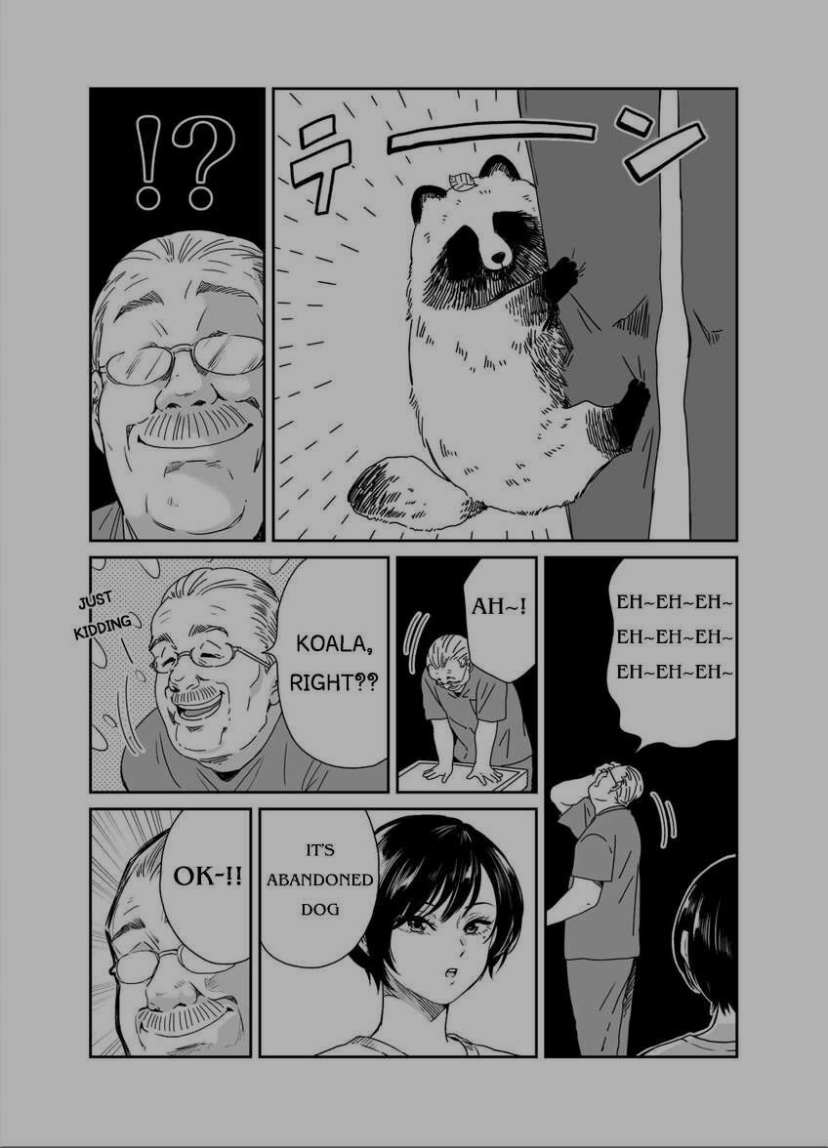 テーン
!?
EH~EH~EH~
EH~EH~EH~
EH~EH~EH~
AH~!
KOALA,
RIGHT??
JUST
KIDDING
IT'S
ABANDONED
DOG
OK-!!